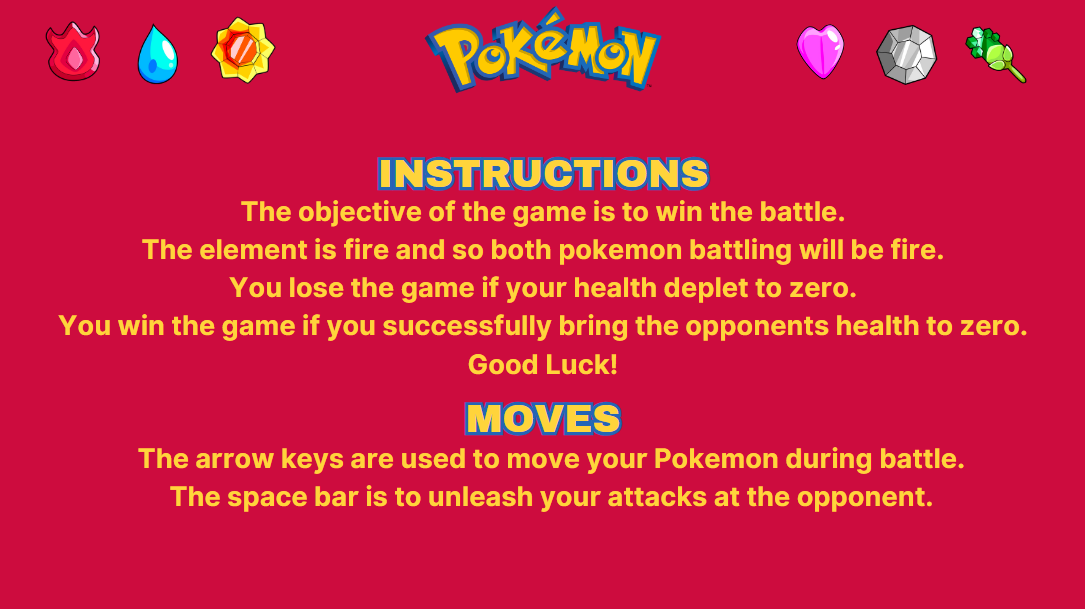 POKéMON
INSTRUCTIONS
The objective of the game is to win the battle.
The element is fire and so both pokemon battling will be fire.
You lose the game if your health deplet to zero.
You win the game if you successfully bring the opponents health to zero.
Good Luck!
MOVES
The arrow keys are used to move your Pokemon during battle.
The space bar is to unleash your attacks at the opponent.